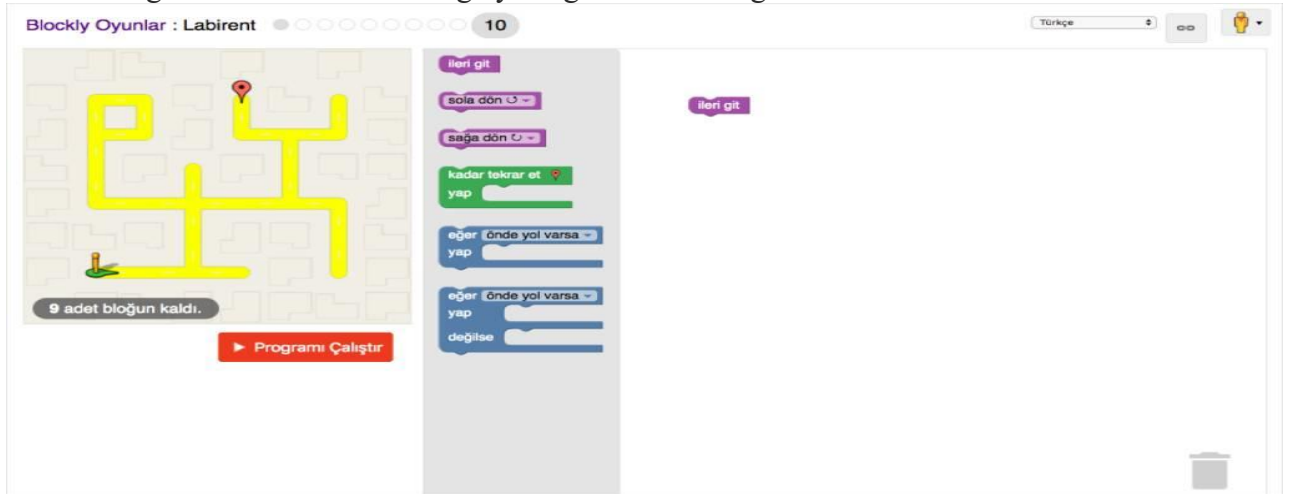 Blockly Oyunlar : Labirent 10
Türkçe
ileri git
sola dön ↺
sağa dön ↻
kadar tekrar et
yap
eğer önde yol varsa
yap
eğer önde yol varsa
yap
değilse
ileri git
9 adet bloğun kaldı.
Programı Çalıştır